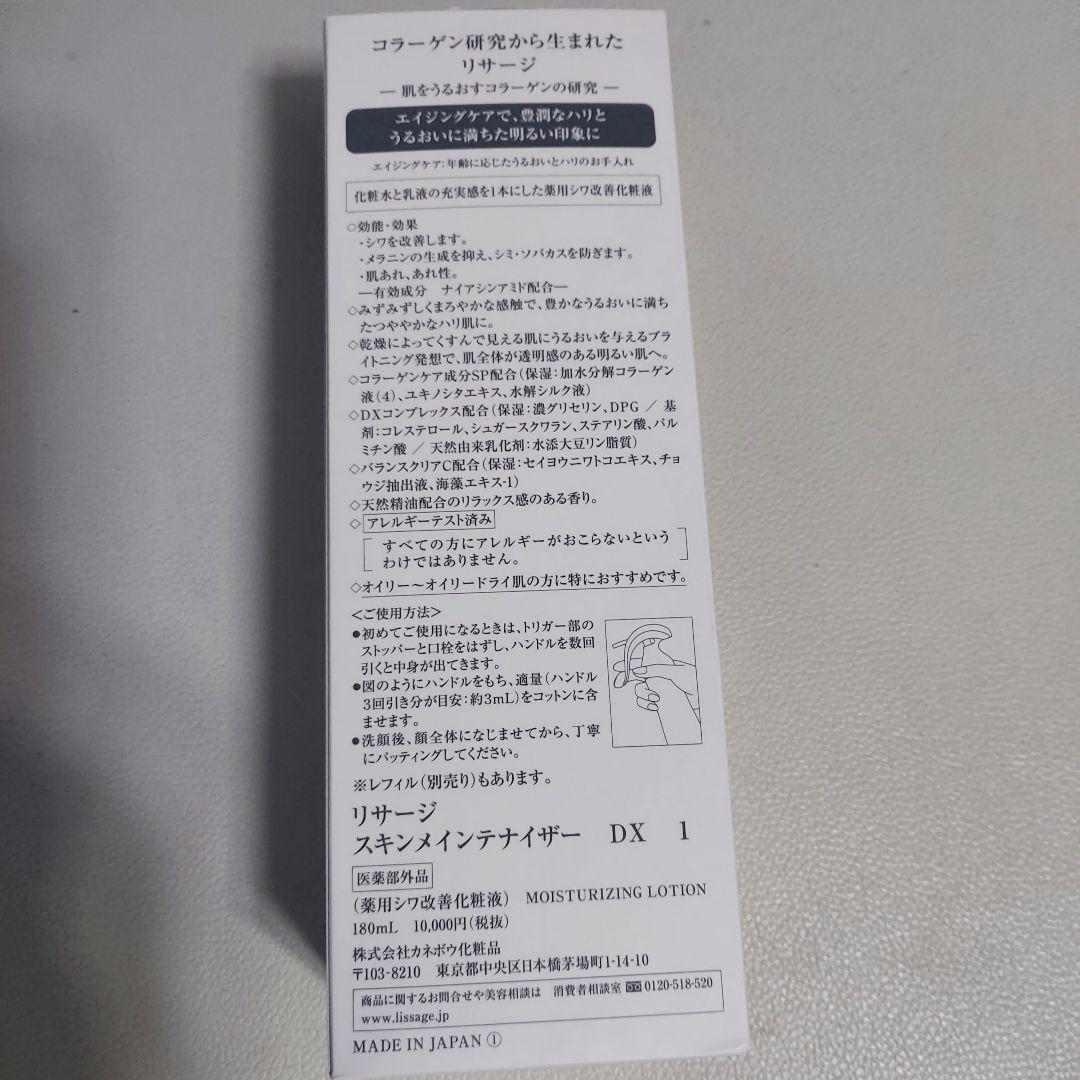 コラーゲン研究から生まれた
リサージ
― 肌をうるおすコラーゲンの研究 ―
エイジングケアで、豊潤なハリと
うるおいに満ちた明るい印象に
エイジングケア:年齢に応じたうるおいとハリのお手入れ
化粧水と乳液の充実感を1本にした薬用シワ改善化粧液
○効能・効果
・シワを改善します。
・メラニンの生成を抑え、シミ・ソバカスを防ぎます。
・肌あれ、あれ性。
―有効成分 ナイアシンアミド配合―
◇みずみずしくまろやかな感触で、豊かなうるおいに満ち
たつややかなハリ肌に。
◇乾燥によってくすんで見える肌にうるおいを与えるブラ
イトニング発想で、肌全体が透明感のある明るい肌へ。
◇コラーゲンケア成分SP配合(保湿:加水分解コラーゲン
液(4)、ユキノシタエキス、水解シルク液)
◇DXコンプレックス配合(保湿:濃グリセリン、DPG / 基
剤:コレステロール、シュガースクワラン、ステアリン酸、パル
ミチン酸 / 天然由来乳化剤:水添大豆リン脂質)
◇バランスクリアC配合(保湿:セイヨウニワトコエキス、チョ
ウジ抽出液、海藻エキス-1)
◇天然精油配合のリラックス感のある香り。
◇アレルギーテスト済み
すべての方にアレルギーがおこらないという
わけではありません。
◇オイリー～オイリードライ肌の方に特におすすめです。
<ご使用方法>
●初めてご使用になるときは、トリガー部の
ストッパーと口栓をはずし、ハンドルを数回
引くと中身が出てきます。
●図のようにハンドルをもち、適量(ハンドル
3回引き分が目安:約3mL)をコットンに含
ませます。
●洗顔後、顔全体になじませてから、丁寧
にパッティングしてください。
※レフィル(別売り)もあります。
リサージ
スキンメインテナイザー DX 1
医薬部外品
(薬用シワ改善化粧液) MOISTURIZING LOTION
180mL 10,000円(税抜)
株式会社カネボウ化粧品
〒103-8210 東京都中央区日本橋茅場町1-14-10
商品に関するお問合せや美容相談は 消費者相談室 0120-518-520
www.lissage.jp
MADE IN JAPAN ①